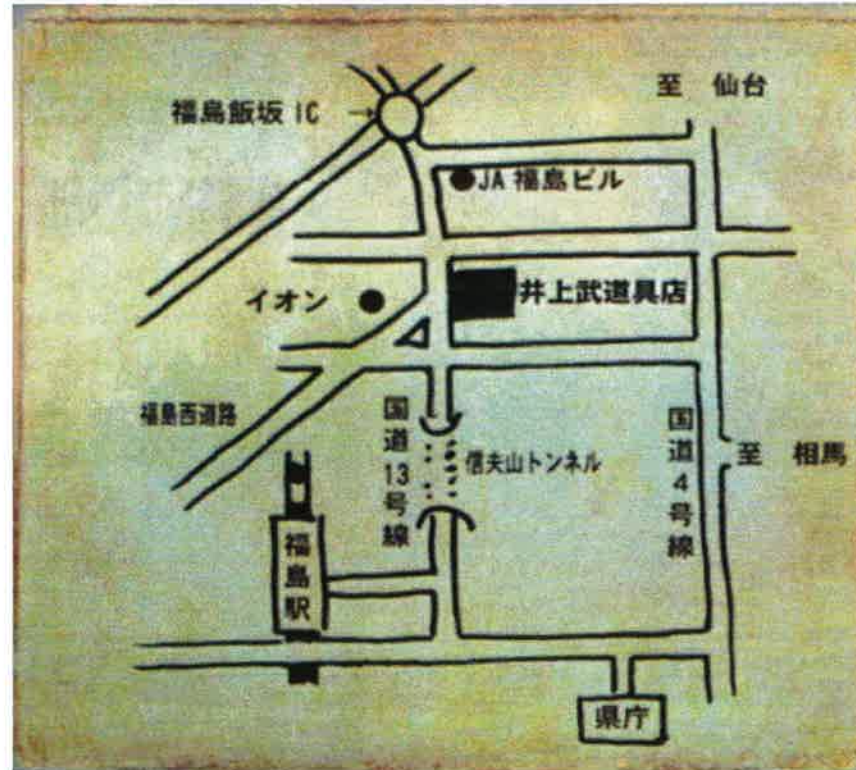 至 仙台
福島飯坂 IC →
JA 福島ビル
イオン
井上武道具店
福島西道路
国道13号線
信夫山トンネル
国道4号線
至 相馬
福島駅
県庁